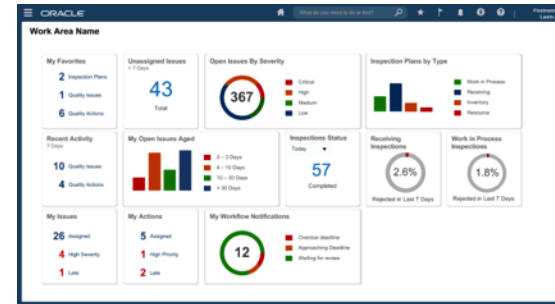 ORACLE
What do you need to do or find?
Work Area Name
My Favorites
2 Inspection Plans
1 Quality Issues
6 Quality Actions
Unassigned Issues
> 7 Days
43
Total
Open Issues By Severity
367
Critical
High
Medium
Low
Inspection Plans by Type
Work in Process
Receiving
Inventory
Resource
Recent Activity
7 Days
10 Quality Issues
4 Quality Actions
My Open Issues Aged
0 – 3 Days
4 – 10 Days
10 – 30 Days
> 30 Days
Inspections Status
Today
57
Completed
Receiving
Inspections
2.6%
Rejected in Last 7 Days
Work in Process
Inspections
1.8%
Rejected in Last 7 Days
My Issues
26 Assigned
4 High Severity
1 Late
My Actions
5 Assigned
1 High Priority
2 Late
My Workflow Notifications
12
Overdue deadline
Approaching Deadline
Waiting for review